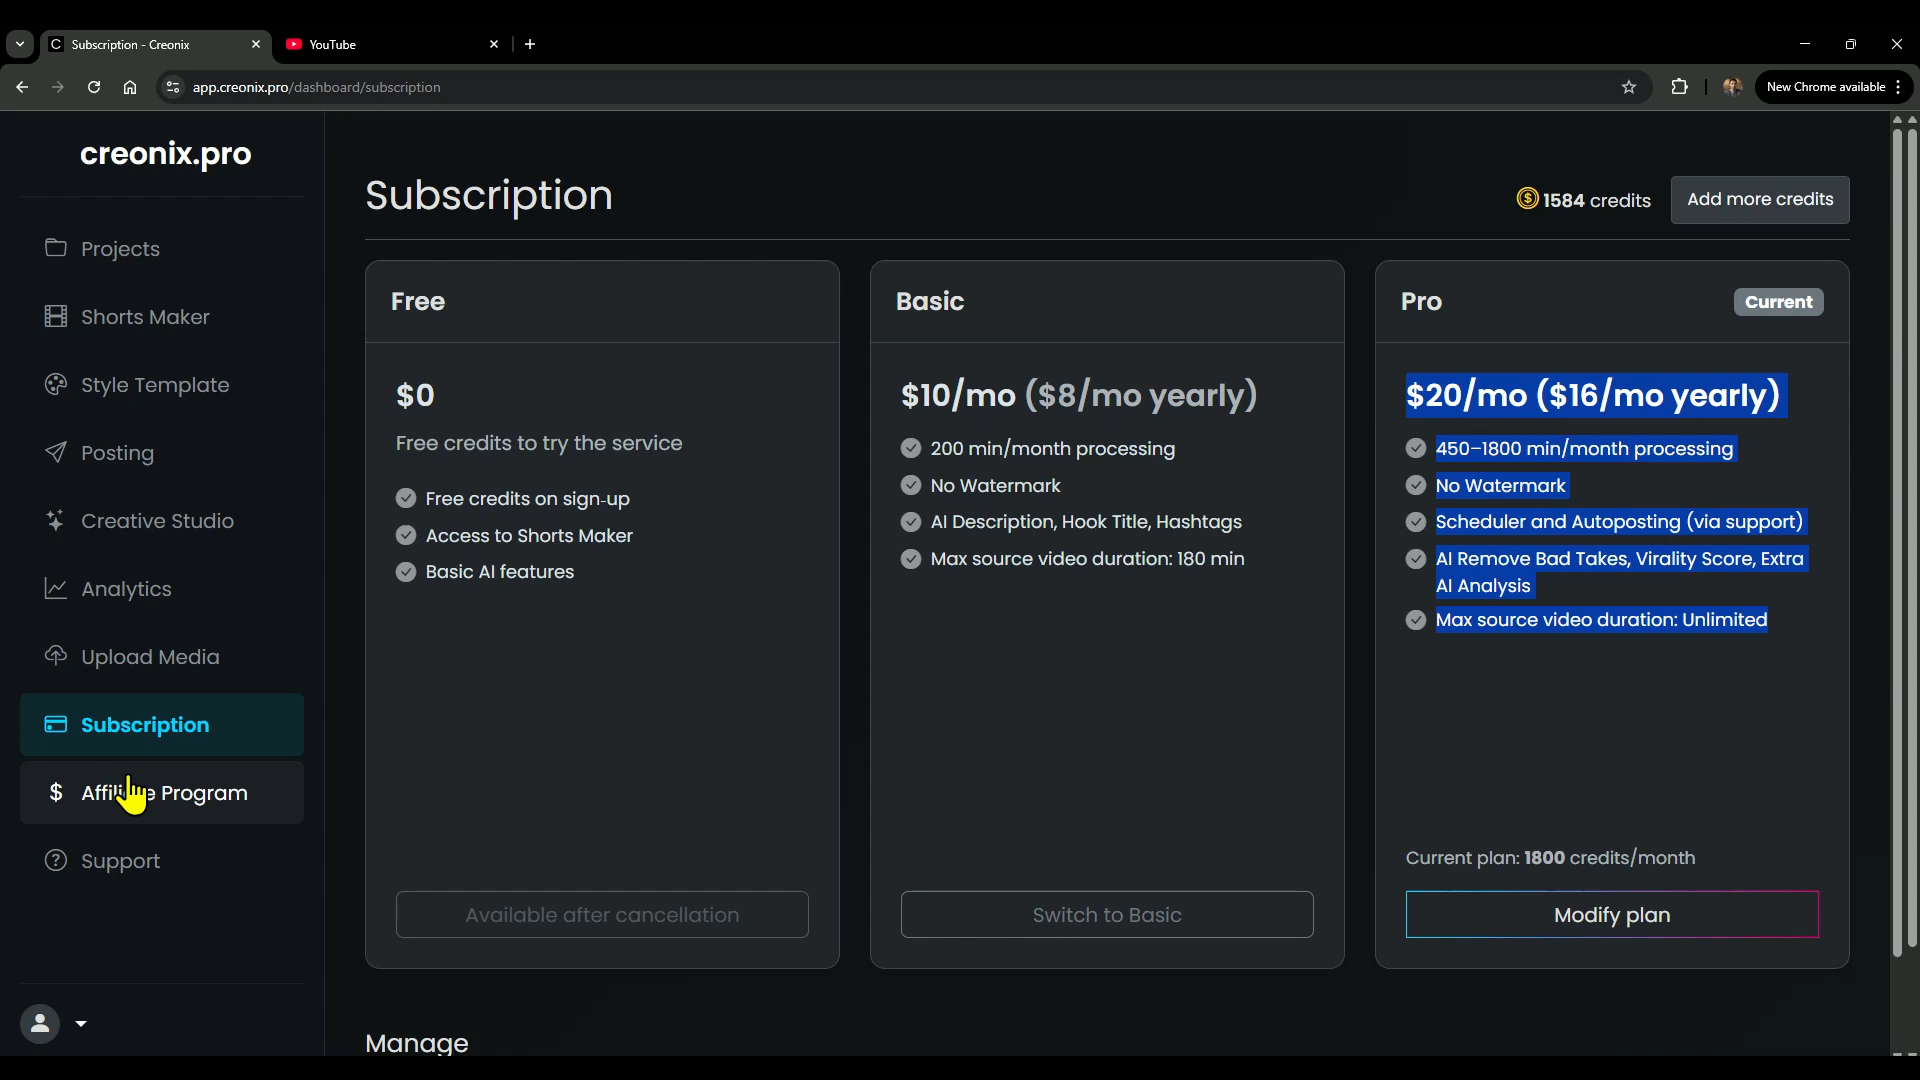 Subscription - Creonix
YouTube
app.creonix.pro/dashboard/subscription
New Chrome available
creonix.pro
Projects
Shorts Maker
Style Template
Posting
Creative Studio
Analytics
Upload Media
Subscription
Affiliate Program
Support
Subscription
1584 credits
Add more credits
Free
$0
Free credits to try the service
Free credits on sign-up
Access to Shorts Maker
Basic AI features
Available after cancellation
Basic
$10/mo ($8/mo yearly)
200 min/month processing
No Watermark
AI Description, Hook Title, Hashtags
Max source video duration: 180 min
Switch to Basic
Pro
Current
$20/mo ($16/mo yearly)
450–1800 min/month processing
No Watermark
Scheduler and Autoposting (via support)
AI Remove Bad Takes, Virality Score, Extra
AI Analysis
Max source video duration: Unlimited
Current plan: 1800 credits/month
Modify plan
Manage